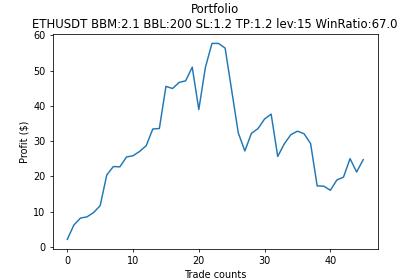 Portfolio
ETHUSDT BBM:2.1 BBL:200 SL:1.2 TP:1.2 lev:15 WinRatio:67.0
60
50
40
30
20
10
0
Profit ($)
0 10 20 30 40
Trade counts